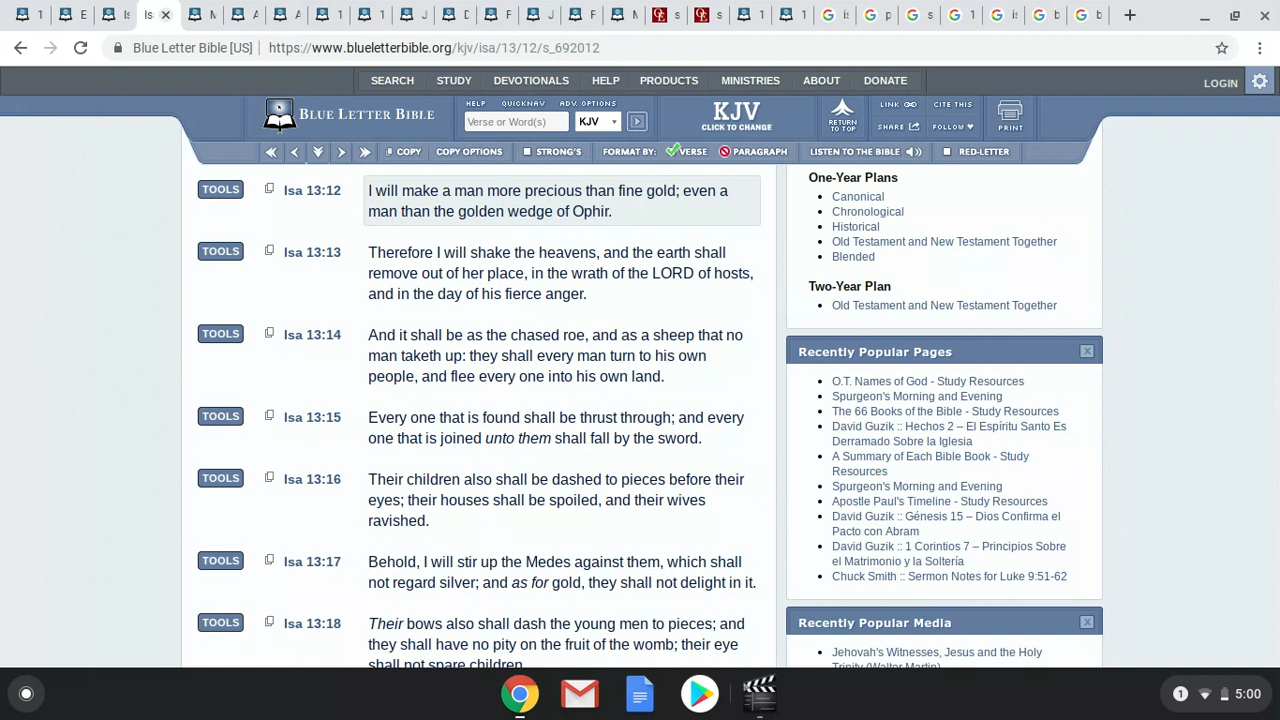 1
E
Is
Is
M
A
A
1
1
J
D
F
J
F
M
s
s
1
1
is
p
s
1
is
b
b
Blue Letter Bible [US]
https://www.blueletterbible.org/kjv/isa/13/12/s_692012
SEARCH STUDY DEVOTIONALS HELP PRODUCTS MINISTRIES ABOUT DONATE
LOGIN
BLUE LETTER BIBLE
HELP QUICKNAV ADV. OPTIONS
Verse or Word(s) KJV
KJV
CLICK TO CHANGE
RETURN
TO TOP
LINK CITE THIS
SHARE FOLLOW
PRINT
COPY COPY OPTIONS STRONG'S FORMAT BY: VERSE PARAGRAPH LISTEN TO THE BIBLE RED-LETTER
TOOLS Isa 13:12 I will make a man more precious than fine gold; even a
man than the golden wedge of Ophir.
TOOLS Isa 13:13 Therefore I will shake the heavens, and the earth shall
remove out of her place, in the wrath of the LORD of hosts,
and in the day of his fierce anger.
TOOLS Isa 13:14 And it shall be as the chased roe, and as a sheep that no
man taketh up: they shall every man turn to his own
people, and flee every one into his own land.
TOOLS Isa 13:15 Every one that is found shall be thrust through; and every
one that is joined unto them shall fall by the sword.
TOOLS Isa 13:16 Their children also shall be dashed to pieces before their
eyes; their houses shall be spoiled, and their wives
ravished.
TOOLS Isa 13:17 Behold, I will stir up the Medes against them, which shall
not regard silver; and as for gold, they shall not delight in it.
TOOLS Isa 13:18 Their bows also shall dash the young men to pieces; and
they shall have no pity on the fruit of the womb; their eye
shall not spare children.
One-Year Plans
Canonical
Chronological
Historical
Old Testament and New Testament Together
Blended
Two-Year Plan
Old Testament and New Testament Together
Recently Popular Pages
x
O.T. Names of God - Study Resources
Spurgeon's Morning and Evening
The 66 Books of the Bible - Study Resources
David Guzik :: Hechos 2 – El Espíritu Santo Es
Derramado Sobre la Iglesia
A Summary of Each Bible Book - Study
Resources
Spurgeon's Morning and Evening
Apostle Paul's Timeline - Study Resources
David Guzik :: Génesis 15 – Dios Confirma el
Pacto con Abram
David Guzik :: 1 Corintios 7 – Principios Sobre
el Matrimonio y la Soltería
Chuck Smith :: Sermon Notes for Luke 9:51-62
Recently Popular Media
x
Jehovah's Witnesses, Jesus and the Holy
Trinity (Walter Martin)
1
5:00